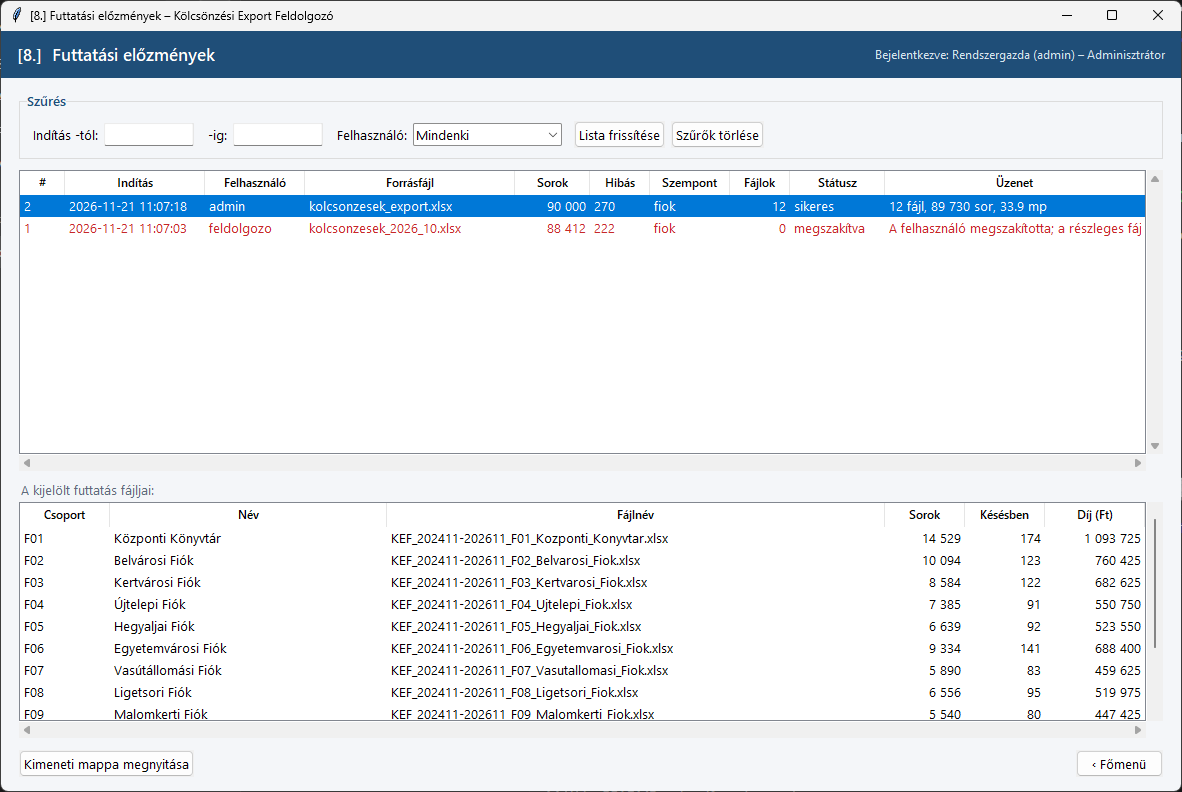 [8.] Futtatási előzmények – Kölcsönzési Export Feldolgozó
[8.] Futtatási előzmények
Bejelentkezve: Rendszergazda (admin) – Adminisztrátor
Szűrés
Indítás -tól: -ig: Felhasználó: Mindenki Lista frissítése Szűrők törlése
# Indítás Felhasználó Forrásfájl Sorok Hibás Szempont Fájlok Státusz Üzenet
2 2026-11-21 11:07:18 admin kolcsonzesek_export.xlsx 90 000 270 fiok 12 sikeres 12 fájl, 89 730 sor, 33.9 mp
1 2026-11-21 11:07:03 feldolgozo kolcsonzesek_2026_10.xlsx 88 412 222 fiok 0 megszakítva A felhasználó megszakította; a részleges fáj
A kijelölt futtatás fájljai:
Csoport Név Fájlnév Sorok Késésben Díj (Ft)
F01 Központi Könyvtár KEF_202411-202611_F01_Kozponti_Konyvtar.xlsx 14 529 174 1 093 725
F02 Belvárosi Fiók KEF_202411-202611_F02_Belvarosi_Fiok.xlsx 10 094 123 760 425
F03 Kertvárosi Fiók KEF_202411-202611_F03_Kertvarosi_Fiok.xlsx 8 584 122 682 625
F04 Újtelepi Fiók KEF_202411-202611_F04_Ujtelepi_Fiok.xlsx 7 385 91 550 750
F05 Hegyaljai Fiók KEF_202411-202611_F05_Hegyaljai_Fiok.xlsx 6 639 92 523 550
F06 Egyetemvárosi Fiók KEF_202411-202611_F06_Egyetemvarosi_Fiok.xlsx 9 334 141 688 400
F07 Vasútállomási Fiók KEF_202411-202611_F07_Vasutallomasi_Fiok.xlsx 5 890 83 459 625
F08 Ligetsori Fiók KEF_202411-202611_F08_Ligetsori_Fiok.xlsx 6 556 95 519 975
F09 Malomkerti Fiók KEF_202411-202611_F09_Malomkerti_Fiok.xlsx 5 540 80 447 425
Kimeneti mappa megnyitása
‹ Főmenü